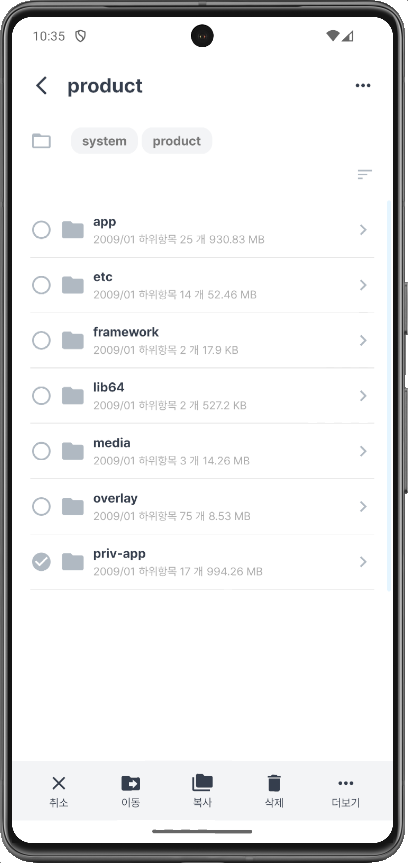 10:35
product
system product
app
2009/01 하위항목 25 개 930.83 MB
etc
2009/01 하위항목 14 개 52.46 MB
framework
2009/01 하위항목 2 개 17.9 KB
lib64
2009/01 하위항목 2 개 527.2 KB
media
2009/01 하위항목 3 개 14.26 MB
overlay
2009/01 하위항목 75 개 8.53 MB
priv-app
2009/01 하위항목 17 개 994.26 MB
취소 이동 복사 삭제 더보기